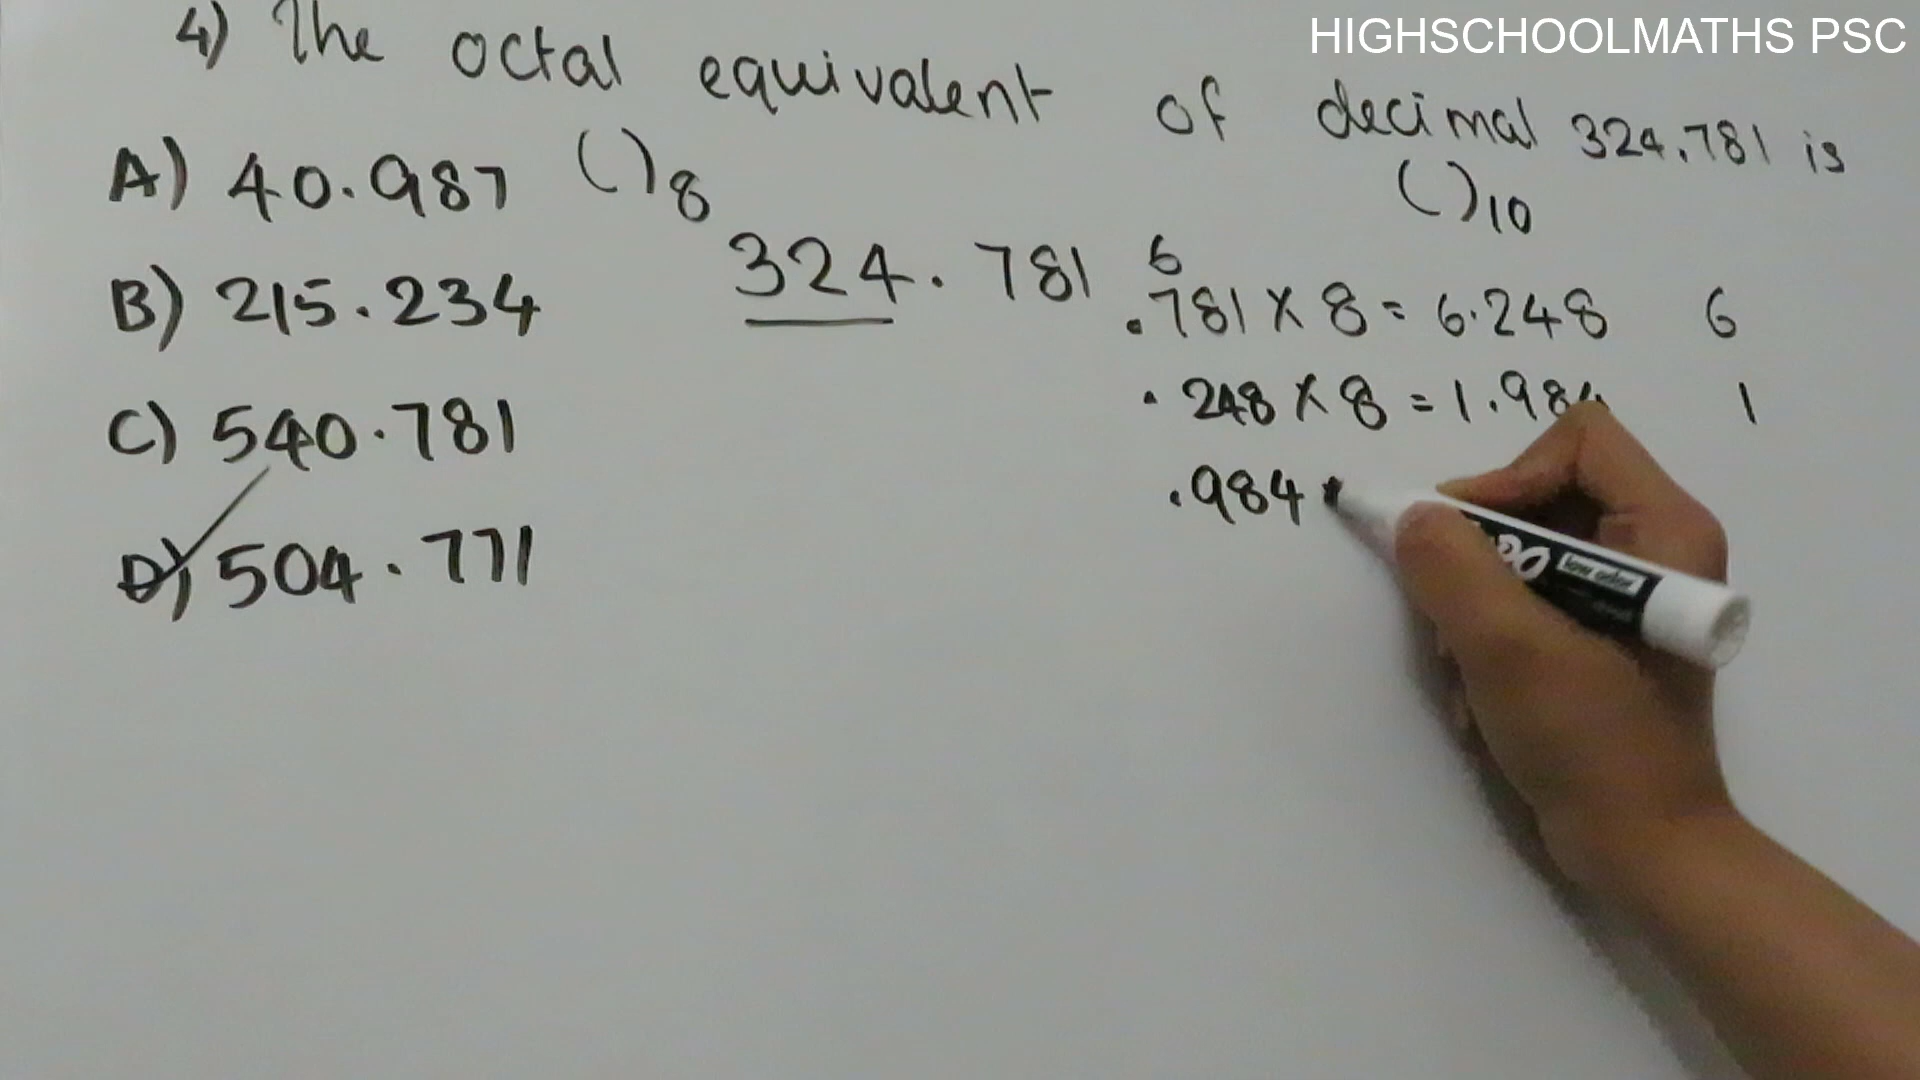 HIGHSCHOOLMATHS PSC
4) The octal equivalent of decimal 324.781 is
( )8
( )10
A) 40.987
B) 215.234
C) 540.781
D) 504.771
324.781
6
.781 × 8 = 6.248 6
.248 × 8 = 1.984 1
.984